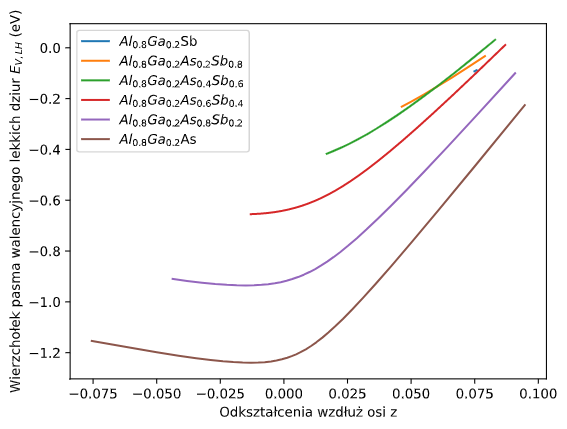 Al0.8Ga0.2Sb
Al0.8Ga0.2As0.2Sb0.8
Al0.8Ga0.2As0.4Sb0.6
Al0.8Ga0.2As0.6Sb0.4
Al0.8Ga0.2As0.8Sb0.2
Al0.8Ga0.2As
Wierzchołek pasma walencyjnego lekkich dziur EV,LH (eV)
0.0
−0.2
−0.4
−0.6
−0.8
−1.0
−1.2
−0.075 −0.050 −0.025 0.000 0.025 0.050 0.075 0.100
Odkształcenia wzdłuż osi z